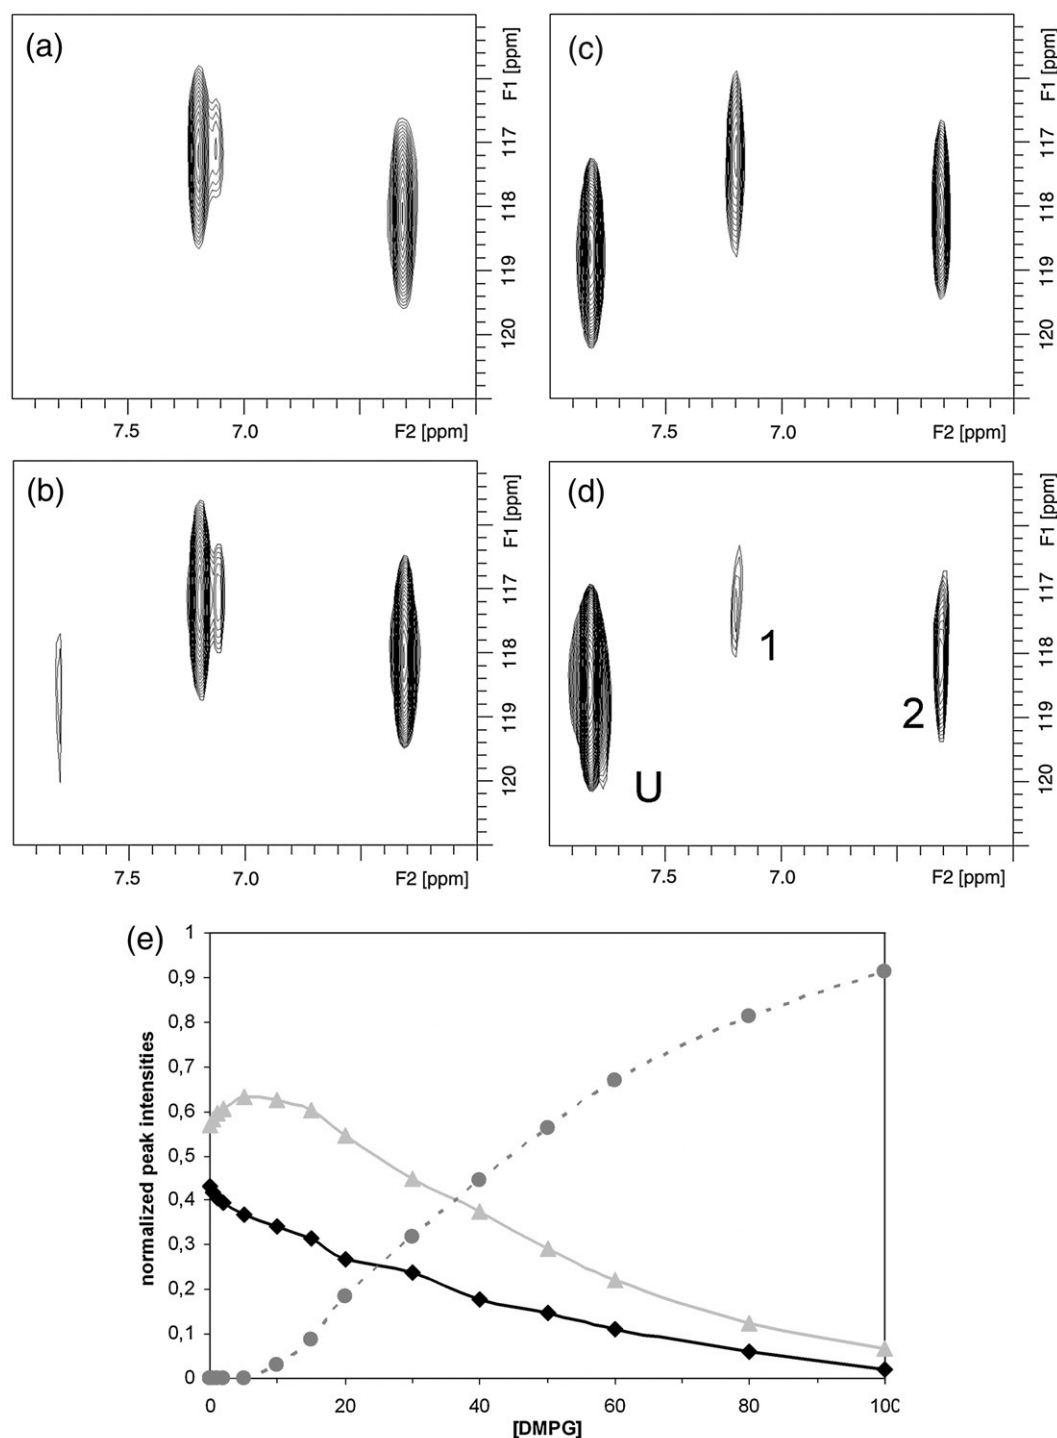 (a)
F1 [ppm]
117
118
119
120
7.5
7.0
F2 [ppm]
(c)
F1 [ppm]
117
118
119
120
7.5
7.0
F2 [ppm]
(b)
F1 [ppm]
117
118
119
120
7.5
7.0
F2 [ppm]
(d)
F1 [ppm]
117
118
119
120
1
2
U
7.5
7.0
F2 [ppm]
(e)
normalized peak intensities
1
0,9
0,8
0,7
0,6
0,5
0,4
0,3
0,2
0,1
0
0
20
40
60
80
100
[DMPG]